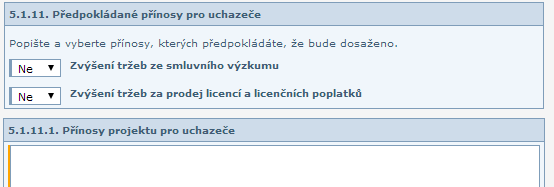 5.1.11. Předpokládané přínosy pro uchazeče
Popište a vyberte přínosy, kterých předpokládáte, že bude dosaženo.
Ne Zvýšení tržeb ze smluvního výzkumu
Ne Zvýšení tržeb za prodej licencí a licenčních poplatků
5.1.11.1. Přínosy projektu pro uchazeče